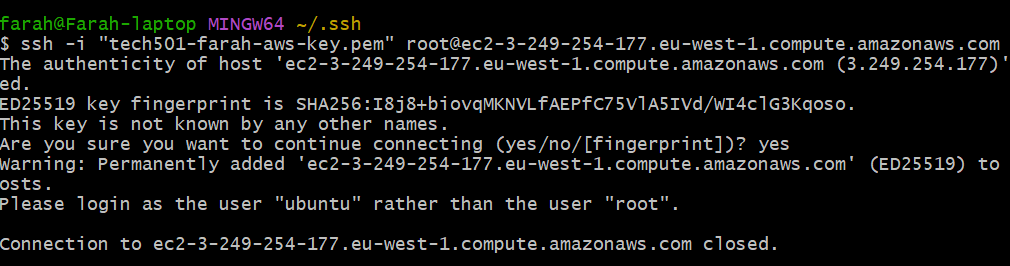 farah@Farah-laptop MINGW64 ~/.ssh
$ ssh -i "tech501-farah-aws-key.pem" root@ec2-3-249-254-177.eu-west-1.compute.amazonaws.com
The authenticity of host 'ec2-3-249-254-177.eu-west-1.compute.amazonaws.com (3.249.254.177)'
ed.
ED25519 key fingerprint is SHA256:I8j8+biovqMKNVLfAEPfC75VlA5IVd/WI4clG3Kqoso.
This key is not known by any other names.
Are you sure you want to continue connecting (yes/no/[fingerprint])? yes
Warning: Permanently added 'ec2-3-249-254-177.eu-west-1.compute.amazonaws.com' (ED25519) to
osts.
Please login as the user "ubuntu" rather than the user "root".
Connection to ec2-3-249-254-177.eu-west-1.compute.amazonaws.com closed.